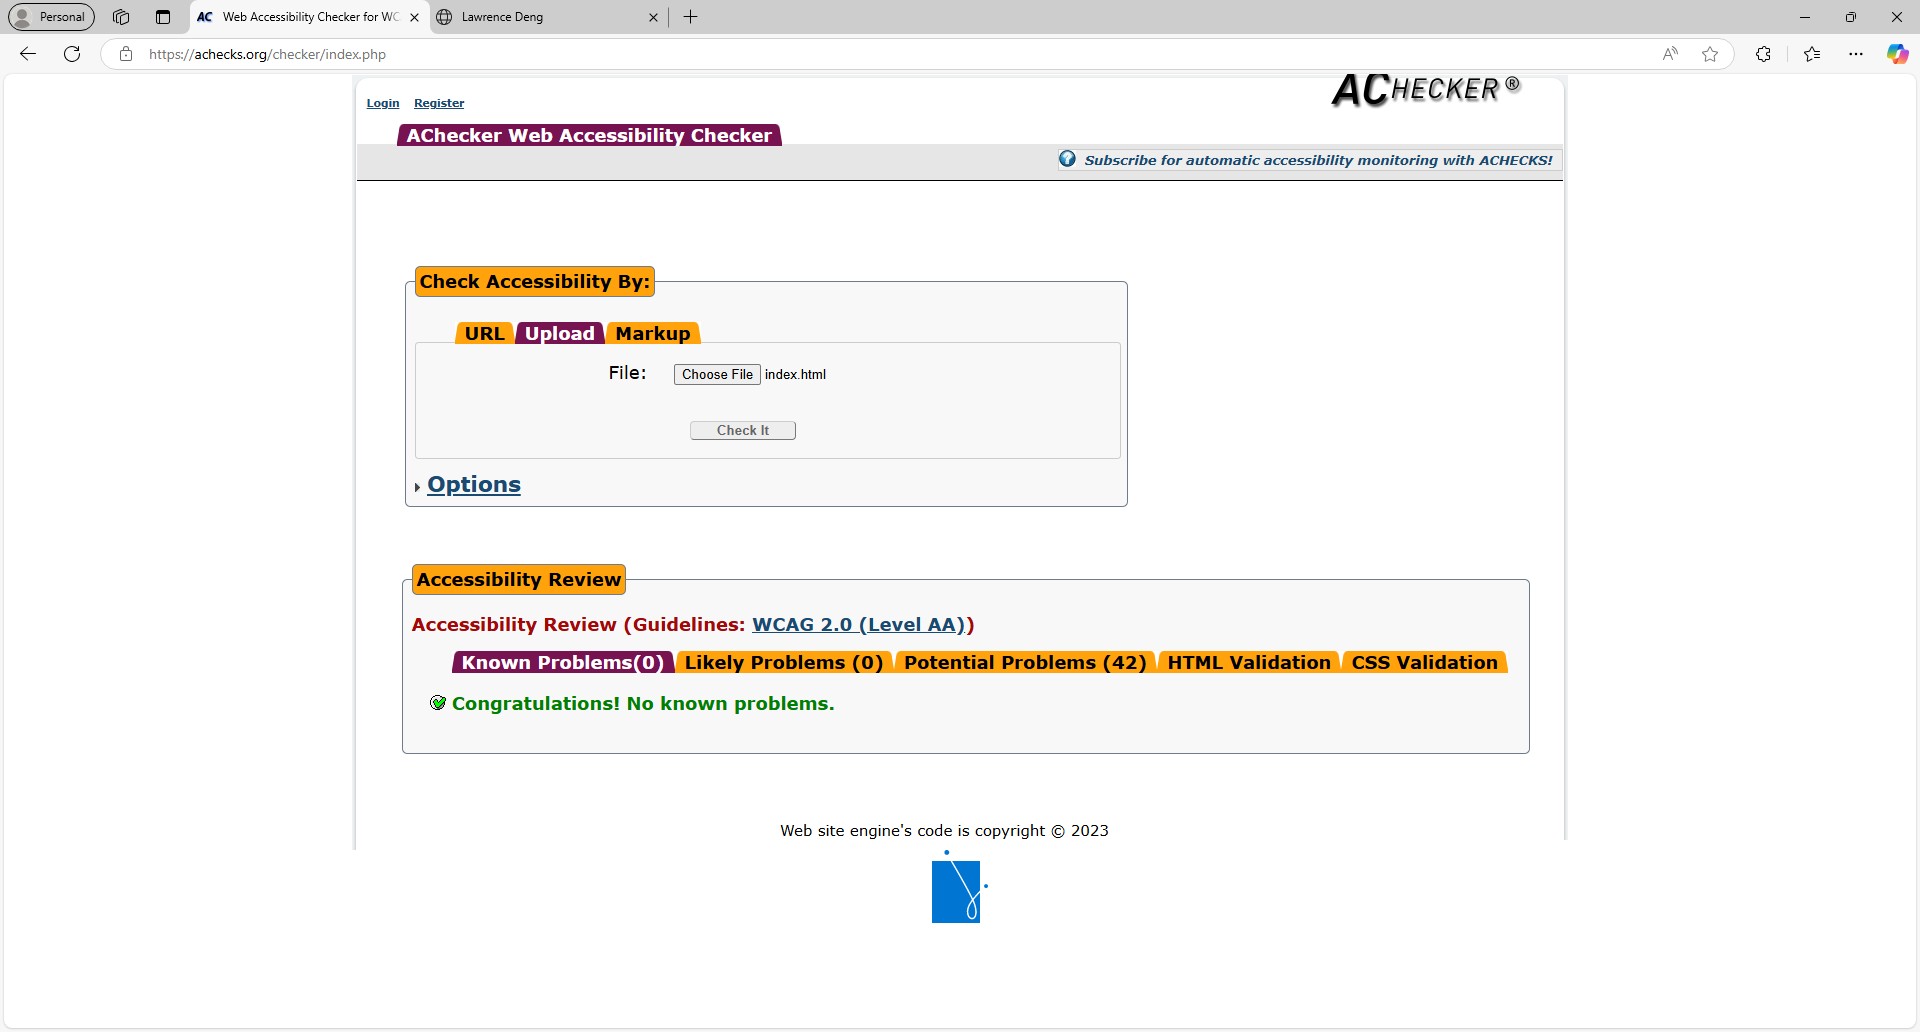 Personal
AC Web Accessibility Checker for WC
Lawrence Deng
https://achecks.org/checker/index.php
Login Register
ACHECKER ®
AChecker Web Accessibility Checker
Subscribe for automatic accessibility monitoring with ACHECKS!
Check Accessibility By:
URL Upload Markup
File: Choose File index.html
Check It
Options
Accessibility Review
Accessibility Review (Guidelines: WCAG 2.0 (Level AA))
Known Problems(0) Likely Problems (0) Potential Problems (42) HTML Validation CSS Validation
Congratulations! No known problems.
Web site engine's code is copyright © 2023